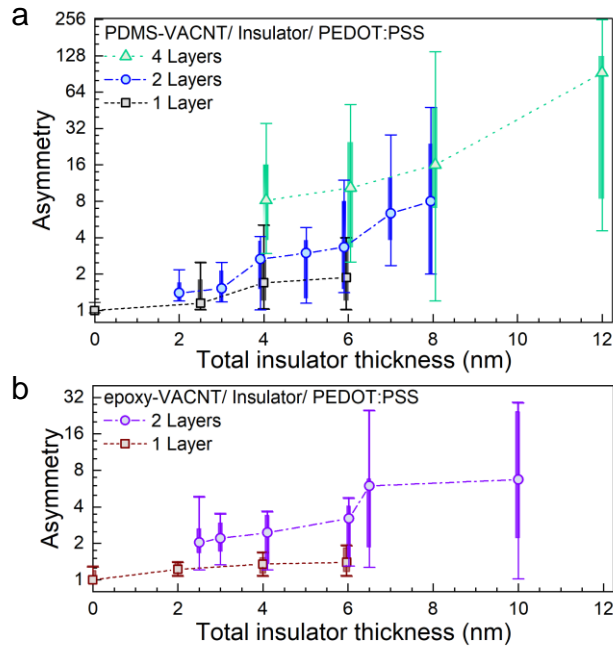 a
PDMS-VACNT/ Insulator/ PEDOT:PSS
4 Layers
2 Layers
1 Layer
Asymmetry
256
128
64
32
16
8
4
2
1
0 2 4 6 8 10 12
Total insulator thickness (nm)
b
epoxy-VACNT/ Insulator/ PEDOT:PSS
2 Layers
1 Layer
Asymmetry
32
16
8
4
2
1
0 2 4 6 8 10 12
Total insulator thickness (nm)